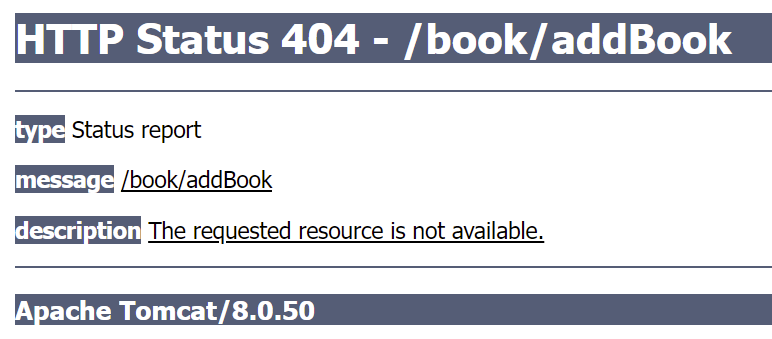 HTTP Status 404 - /book/addBook
type Status report
message /book/addBook
description The requested resource is not available.
Apache Tomcat/8.0.50